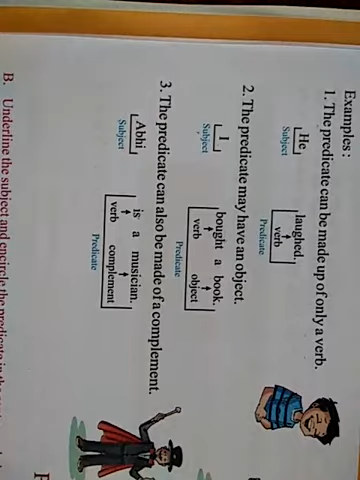 Examples :
1. The predicate can be made up of only a verb.
He laughed.
Subject verb
Predicate
2. The predicate may have an object.
I bought a book.
Subject verb object
Predicate
3. The predicate can also be made of a complement.
Abhi is a musician.
Subject verb complement
Predicate
B. Underline the subject and encircle the predicate in the